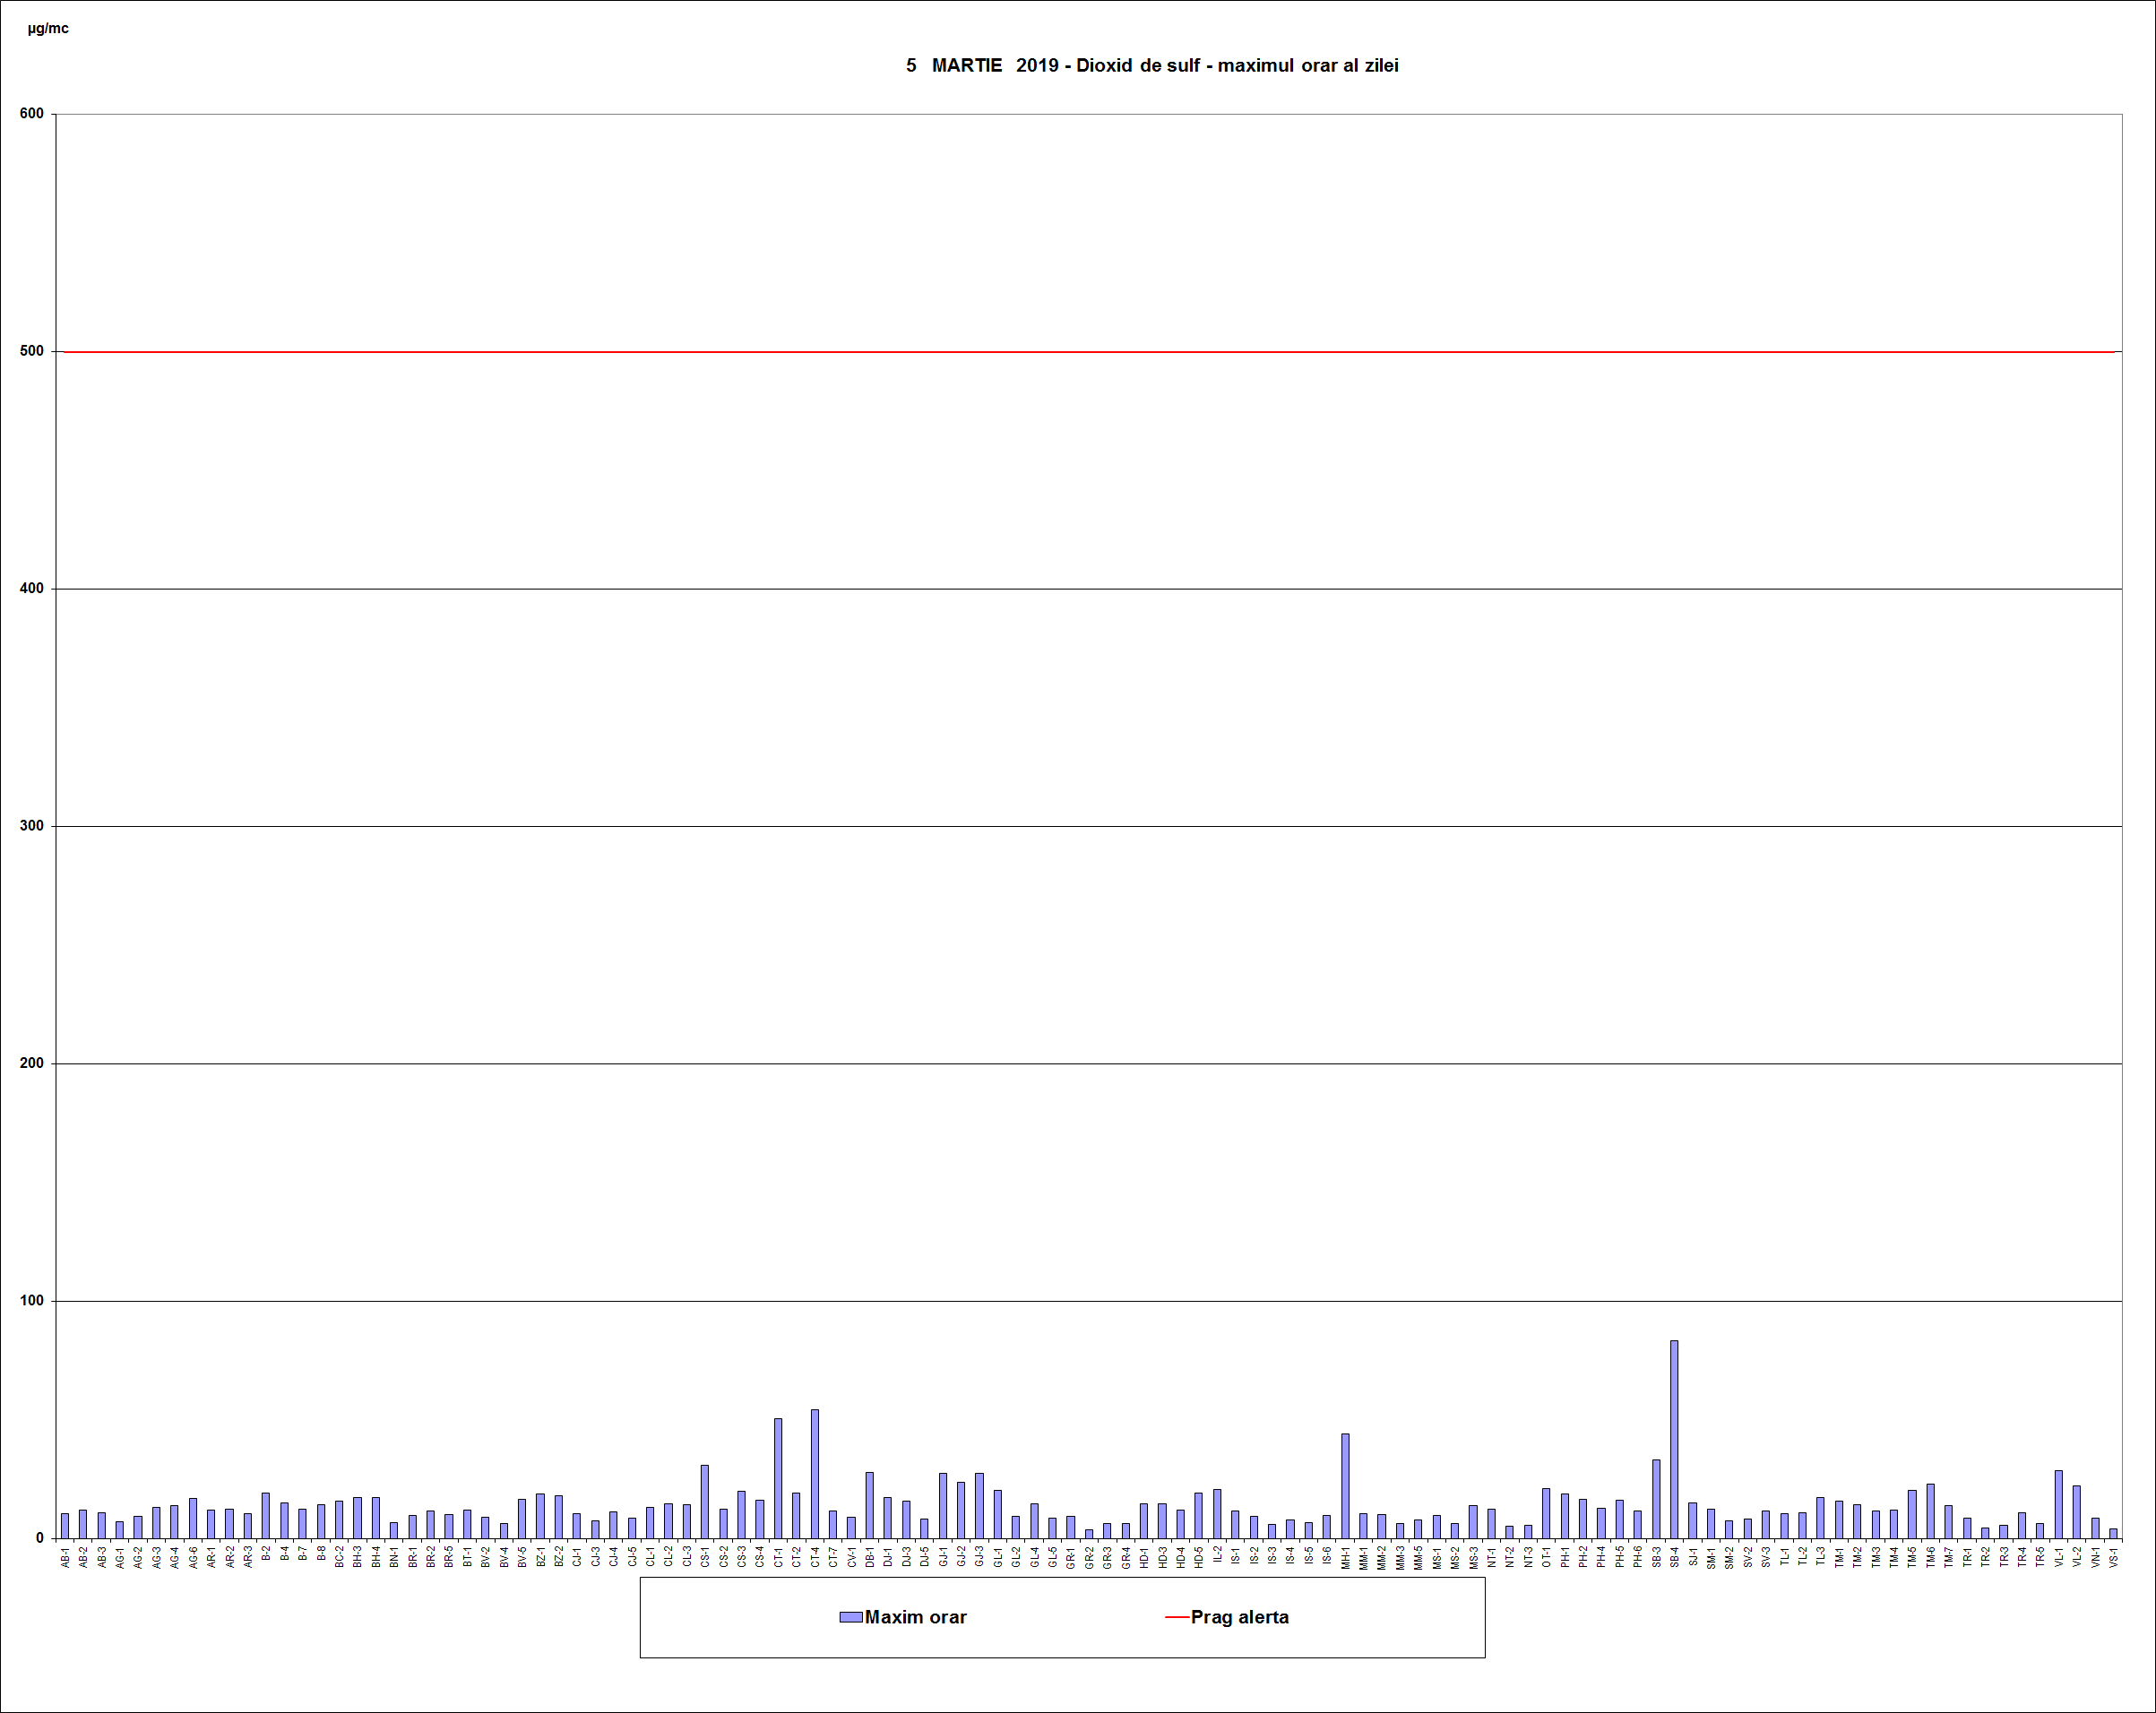 µg/mc
5 MARTIE 2019 - Dioxid de sulf - maximul orar al zilei
600
500
400
300
200
100
0
AB-1 AB-2 AB-3 AG-1 AG-2 AG-3 AG-4 AG-6 AR-1 AR-2 AR-3 B-2 B-4 B-7 B-8 BC-2 BH-3 BH-4 BN-1 BR-1 BR-2 BR-5 BT-1 BV-2 BV-4 BV-5 BZ-1 BZ-2 CJ-1 CJ-3 CJ-4 CJ-5 CL-1 CL-2 CL-3 CS-1 CS-2 CS-3 CS-4 CT-1 CT-2 CT-4 CT-7 CV-1 DB-1 DJ-1 DJ-3 DJ-5 GJ-1 GJ-2 GJ-3 GL-1 GL-2 GL-4 GL-5 GR-1 GR-2 GR-3 GR-4 HD-1 HD-3 HD-4 HD-5 IL-2 IS-1 IS-2 IS-3 IS-4 IS-5 IS-6 MH-1 MM-1 MM-2 MM-3 MM-5 MS-1 MS-2 MS-3 NT-1 NT-2 NT-3 OT-1 PH-1 PH-2 PH-4 PH-5 PH-6 SB-3 SB-4 SJ-1 SM-1 SM-2 SV-2 SV-3 TL-1 TL-2 TL-3 TM-1 TM-2 TM-3 TM-4 TM-5 TM-6 TM-7 TR-1 TR-2 TR-3 TR-4 TR-5 VL-1 VL-2 VN-1 VS-1
Maxim orar Prag alerta